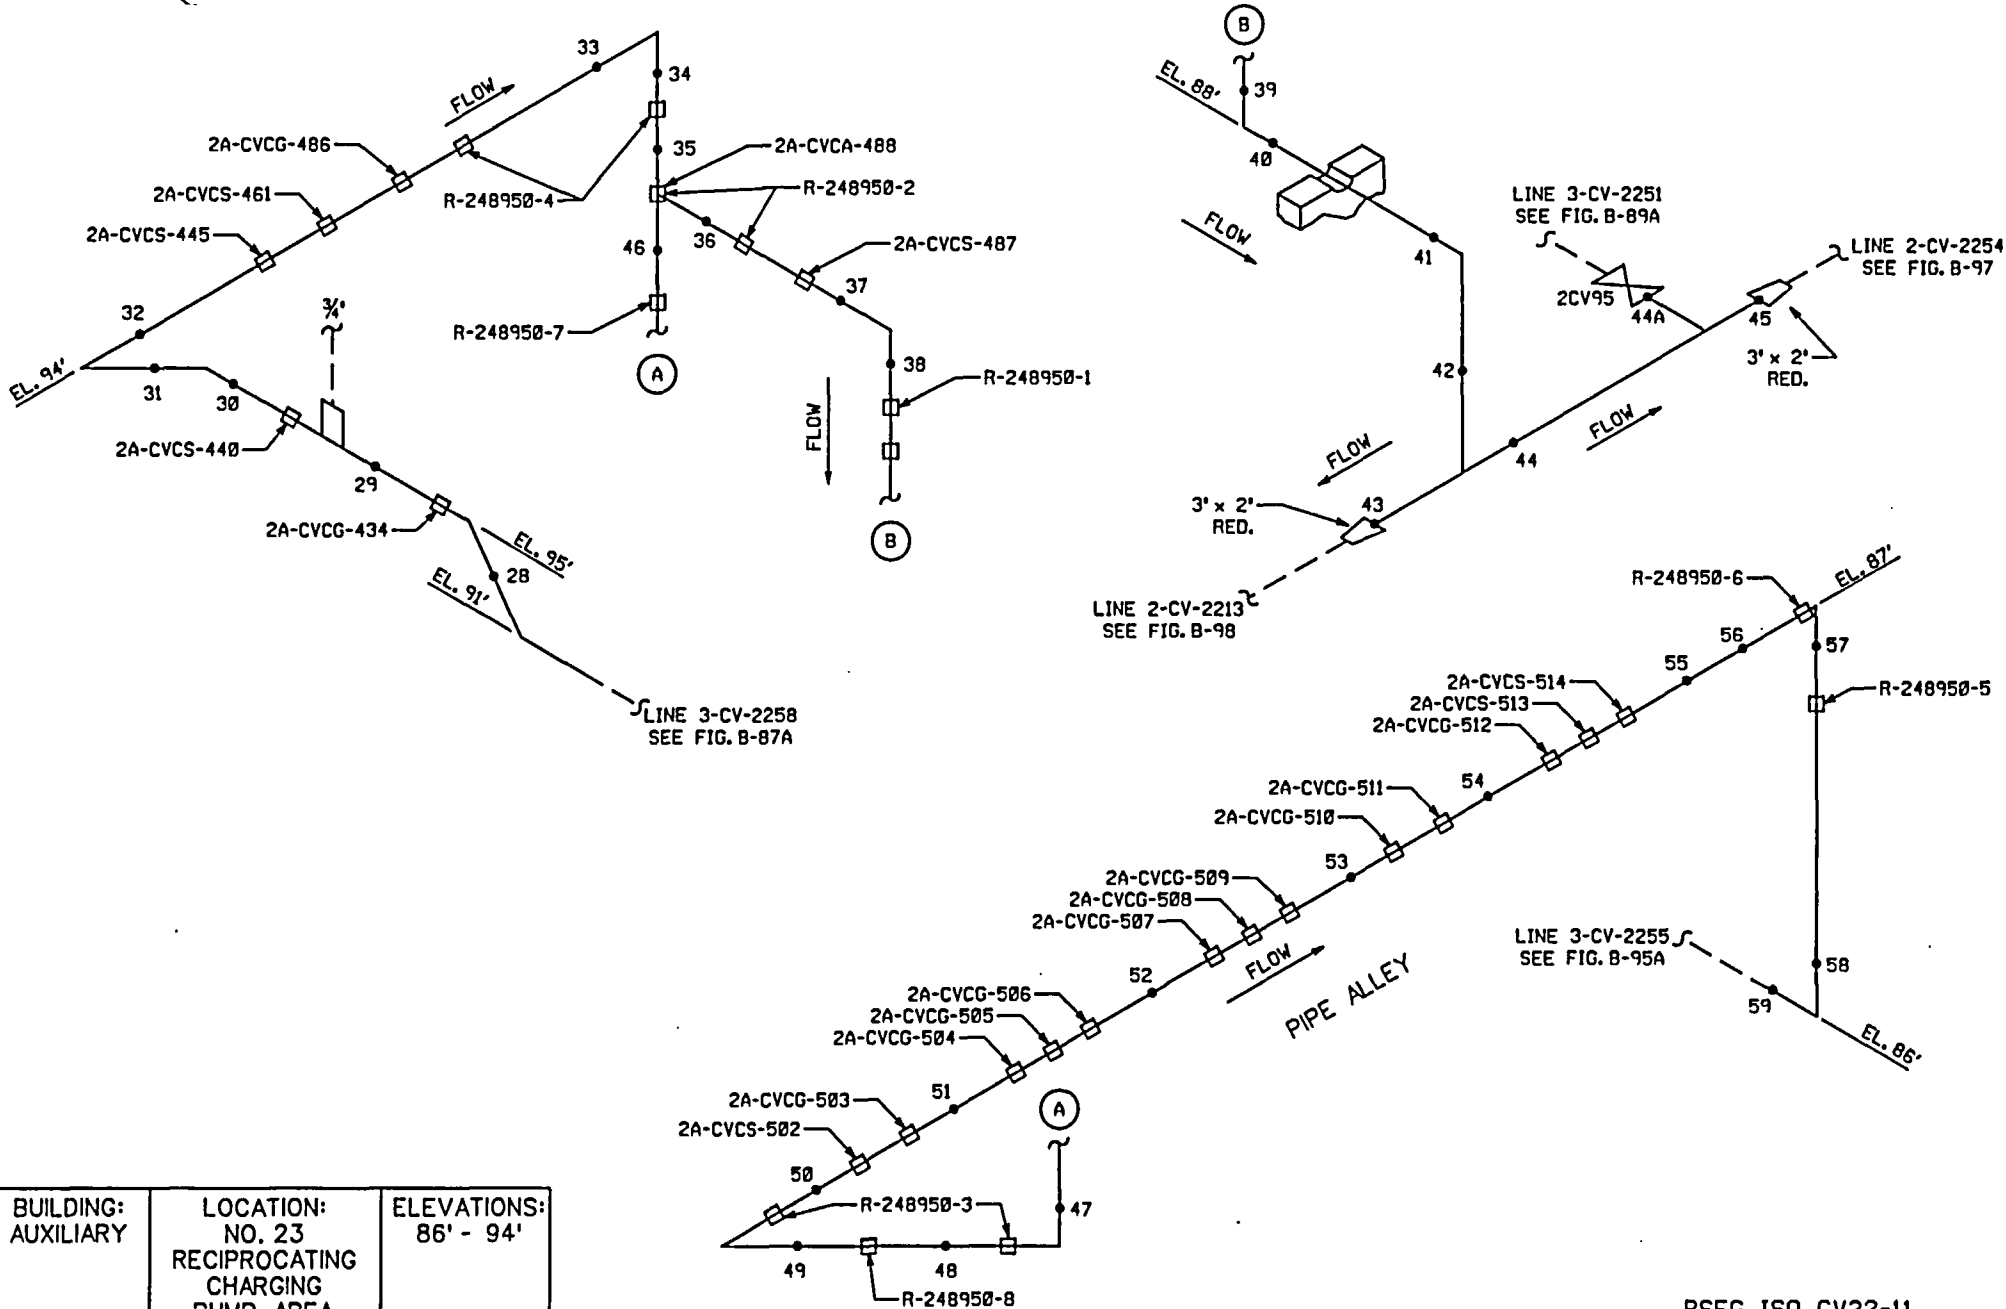 33
34
FLOW
2A-CVCG-486
2A-CVCS-461
2A-CVCS-445
R-248950-4
35
2A-CVCA-488
R-248950-2
36
46
2A-CVCS-487
37
32
3/4'
R-248950-7
A
38
R-248950-1
FLOW
B
EL. 94'
31
30
2A-CVCS-440
29
2A-CVCG-434
EL. 95'
28
EL. 91'
LINE 3-CV-2258
SEE FIG. B-87A
B
39
EL. 88'
40
FLOW
41
LINE 3-CV-2251
SEE FIG. B-89A
LINE 2-CV-2254
SEE FIG. B-97
2CV95
44A
45
3' x 2'
RED.
42
FLOW
44
FLOW
43
3' x 2'
RED.
LINE 2-CV-2213
SEE FIG. B-98
EL. 87'
R-248950-6
56
57
55
R-248950-5
2A-CVCS-514
2A-CVCS-513
2A-CVCG-512
54
2A-CVCG-511
2A-CVCG-510
53
2A-CVCG-509
2A-CVCG-508
2A-CVCG-507
FLOW
PIPE ALLEY
52
LINE 3-CV-2255
SEE FIG. B-95A
58
59
EL. 86'
2A-CVCG-506
2A-CVCG-505
2A-CVCG-504
51
A
2A-CVCG-503
2A-CVCS-502
50
R-248950-3
47
49
48
R-248950-8
BUILDING:
AUXILIARY
LOCATION:
NO. 23
RECIPROCATING
CHARGING
PUMP AREA
ELEVATIONS:
86' - 94'
PSEG ISO CV22-11